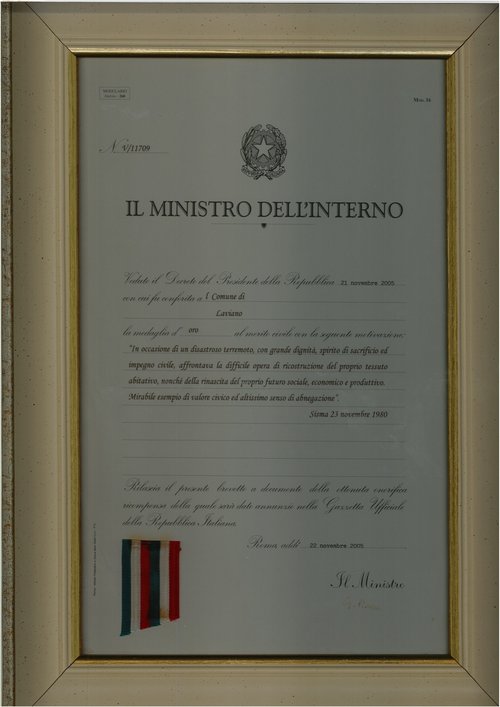 MODULARIO
Interno - 268
MOD. 54
N. V/11709
IL MINISTRO DELL'INTERNO
Veduto il Decreto del Presidente della Repubblica 21 novembre 2005
con cui fu conferita a l Comune di
Laviano
la medaglia d' oro al merito civile con la seguente motivazione:
"In occasione di un disastroso terremoto, con grande dignità, spirito di sacrificio ed
impegno civile, affrontava la difficile opera di ricostruzione del proprio tessuto
abitativo, nonché della rinascita del proprio futuro sociale, economico e produttivo.
Mirabile esempio di valore civico ed altissimo senso di abnegazione".
Sisma 23 novembre 1980
Rilascia il presente brevetto a documento della ottenuta onorifica
ricompensa della quale sarà dato annunzio nella Gazzetta Ufficiale
della Repubblica Italiana.
Roma, addì 22 novembre 2005
Il Ministro